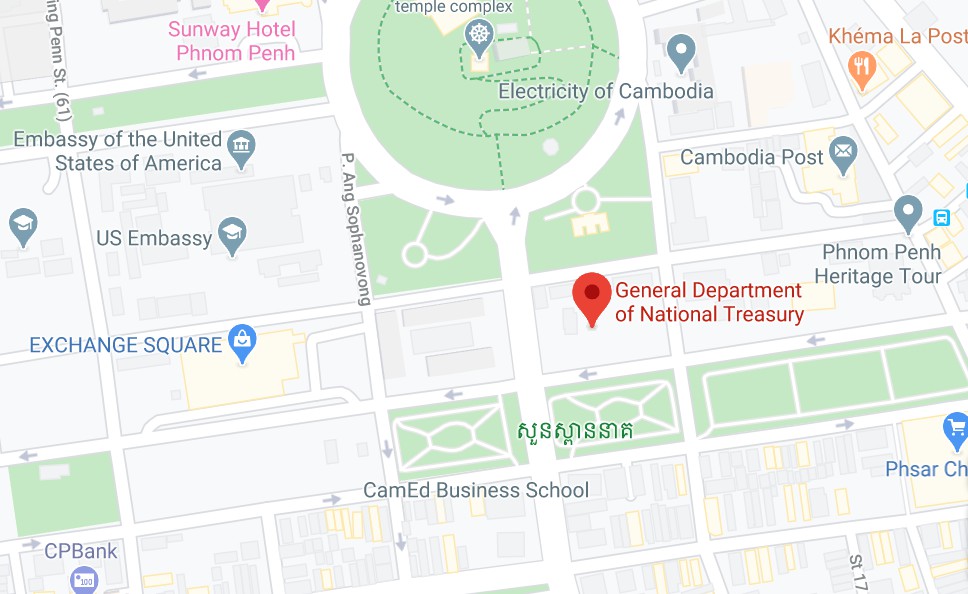 temple complex
Sunway Hotel
Phnom Penh
ing Penn St. (61)
Khéma La Post
Electricity of Cambodia
Embassy of the United
States of America
Cambodia Post
P. Ang Sophanovong
US Embassy
Phnom Penh
Heritage Tour
General Department
of National Treasury
EXCHANGE SQUARE
សួនស្ពាននាគ
Phsar Ch
CamEd Business School
CPBank
100
St 17